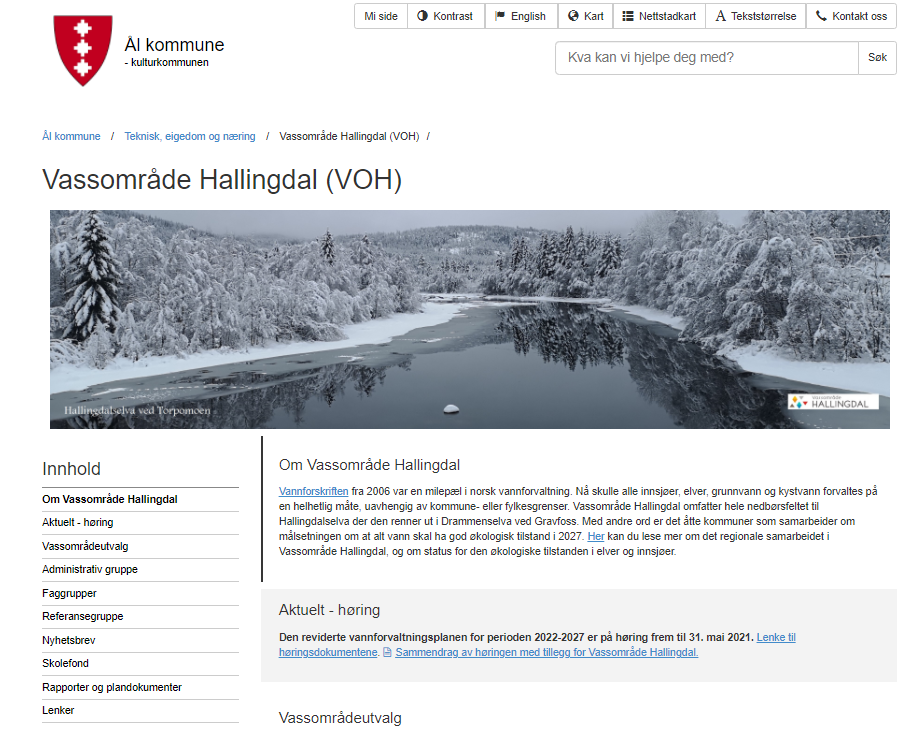 Ål kommune
- kulturkommunen
Mi side
Kontrast
English
Kart
Nettstadkart
Tekststørrelse
Kontakt oss
Kva kan vi hjelpe deg med?
Søk
Ål kommune / Teknisk, eigedom og næring / Vassområde Hallingdal (VOH) /
Vassområde Hallingdal (VOH)
Hallingdalselva ved Torpomoen
vassområde
HALLINGDAL
Innhold
Om Vassområde Hallingdal
Aktuelt - høring
Vassområdeutvalg
Administrativ gruppe
Faggrupper
Referansegruppe
Nyhetsbrev
Skolefond
Rapporter og plandokumenter
Lenker
Om Vassområde Hallingdal
Vannforskriften fra 2006 var en milepæl i norsk vannforvaltning. Nå skulle alle innsjøer, elver, grunnvann og kystvann forvaltes på
en helhetlig måte, uavhengig av kommune- eller fylkesgrenser. Vassområde Hallingdal omfatter hele nedbørsfeltet til
Hallingdalselva der den renner ut i Drammenselva ved Gravfoss. Med andre ord er det åtte kommuner som samarbeider om
målsetningen om at alt vann skal ha god økologisk tilstand i 2027. Her kan du lese mer om det regionale samarbeidet i
Vassområde Hallingdal, og om status for den økologiske tilstanden i elver og innsjøer.
Aktuelt - høring
Den reviderte vannforvaltningsplanen for perioden 2022-2027 er på høring frem til 31. mai 2021. Lenke til
høringsdokumentene. Sammendrag av høringen med tillegg for Vassområde Hallingdal.
Vassområdeutvalg